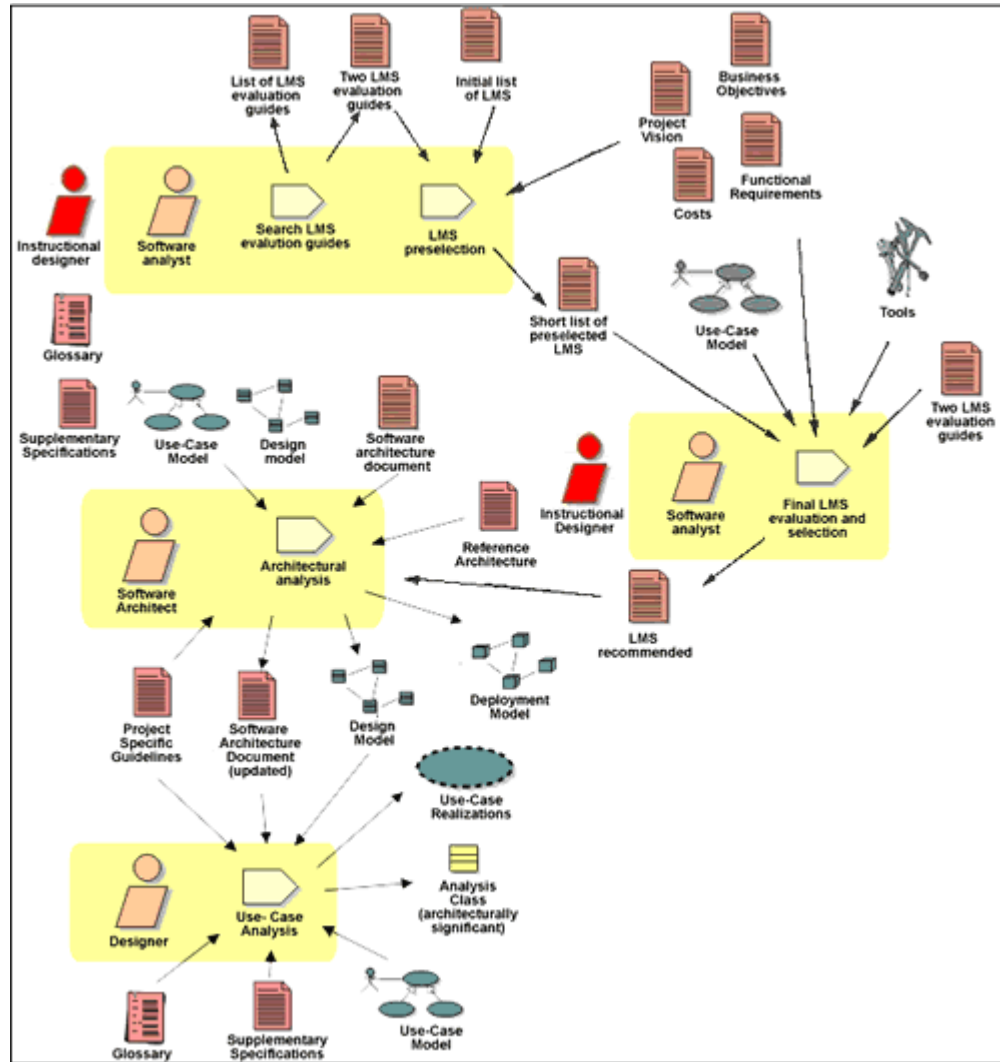 List of LMS
evaluation
guides
Two LMS
evaluation
guides
Initial list
of LMS
Business
Objectives
Project
Vision
Functional
Requirements
Costs
Instructional
designer
Software
analyst
Search LMS
evalution guides
LMS
preselection
Short list of
preselected
LMS
Use-Case
Model
Tools
Two LMS
evaluation
guides
Glossary
Supplementary
Specifications
Use-Case
Model
Design
model
Software
architecture
document
Instructional
Designer
Software
analyst
Final LMS
evaluation and
selection
Software
Architect
Architectural
analysis
Reference
Architecture
LMS
recommended
Project
Specific
Guidelines
Software
Architecture
Document
(updated)
Design
Model
Deployment
Model
Use-Case
Realizations
Designer
Use- Case
Analysis
Analysis
Class
(architecturally
significant)
Glossary
Supplementary
Specifications
Use-Case
Model